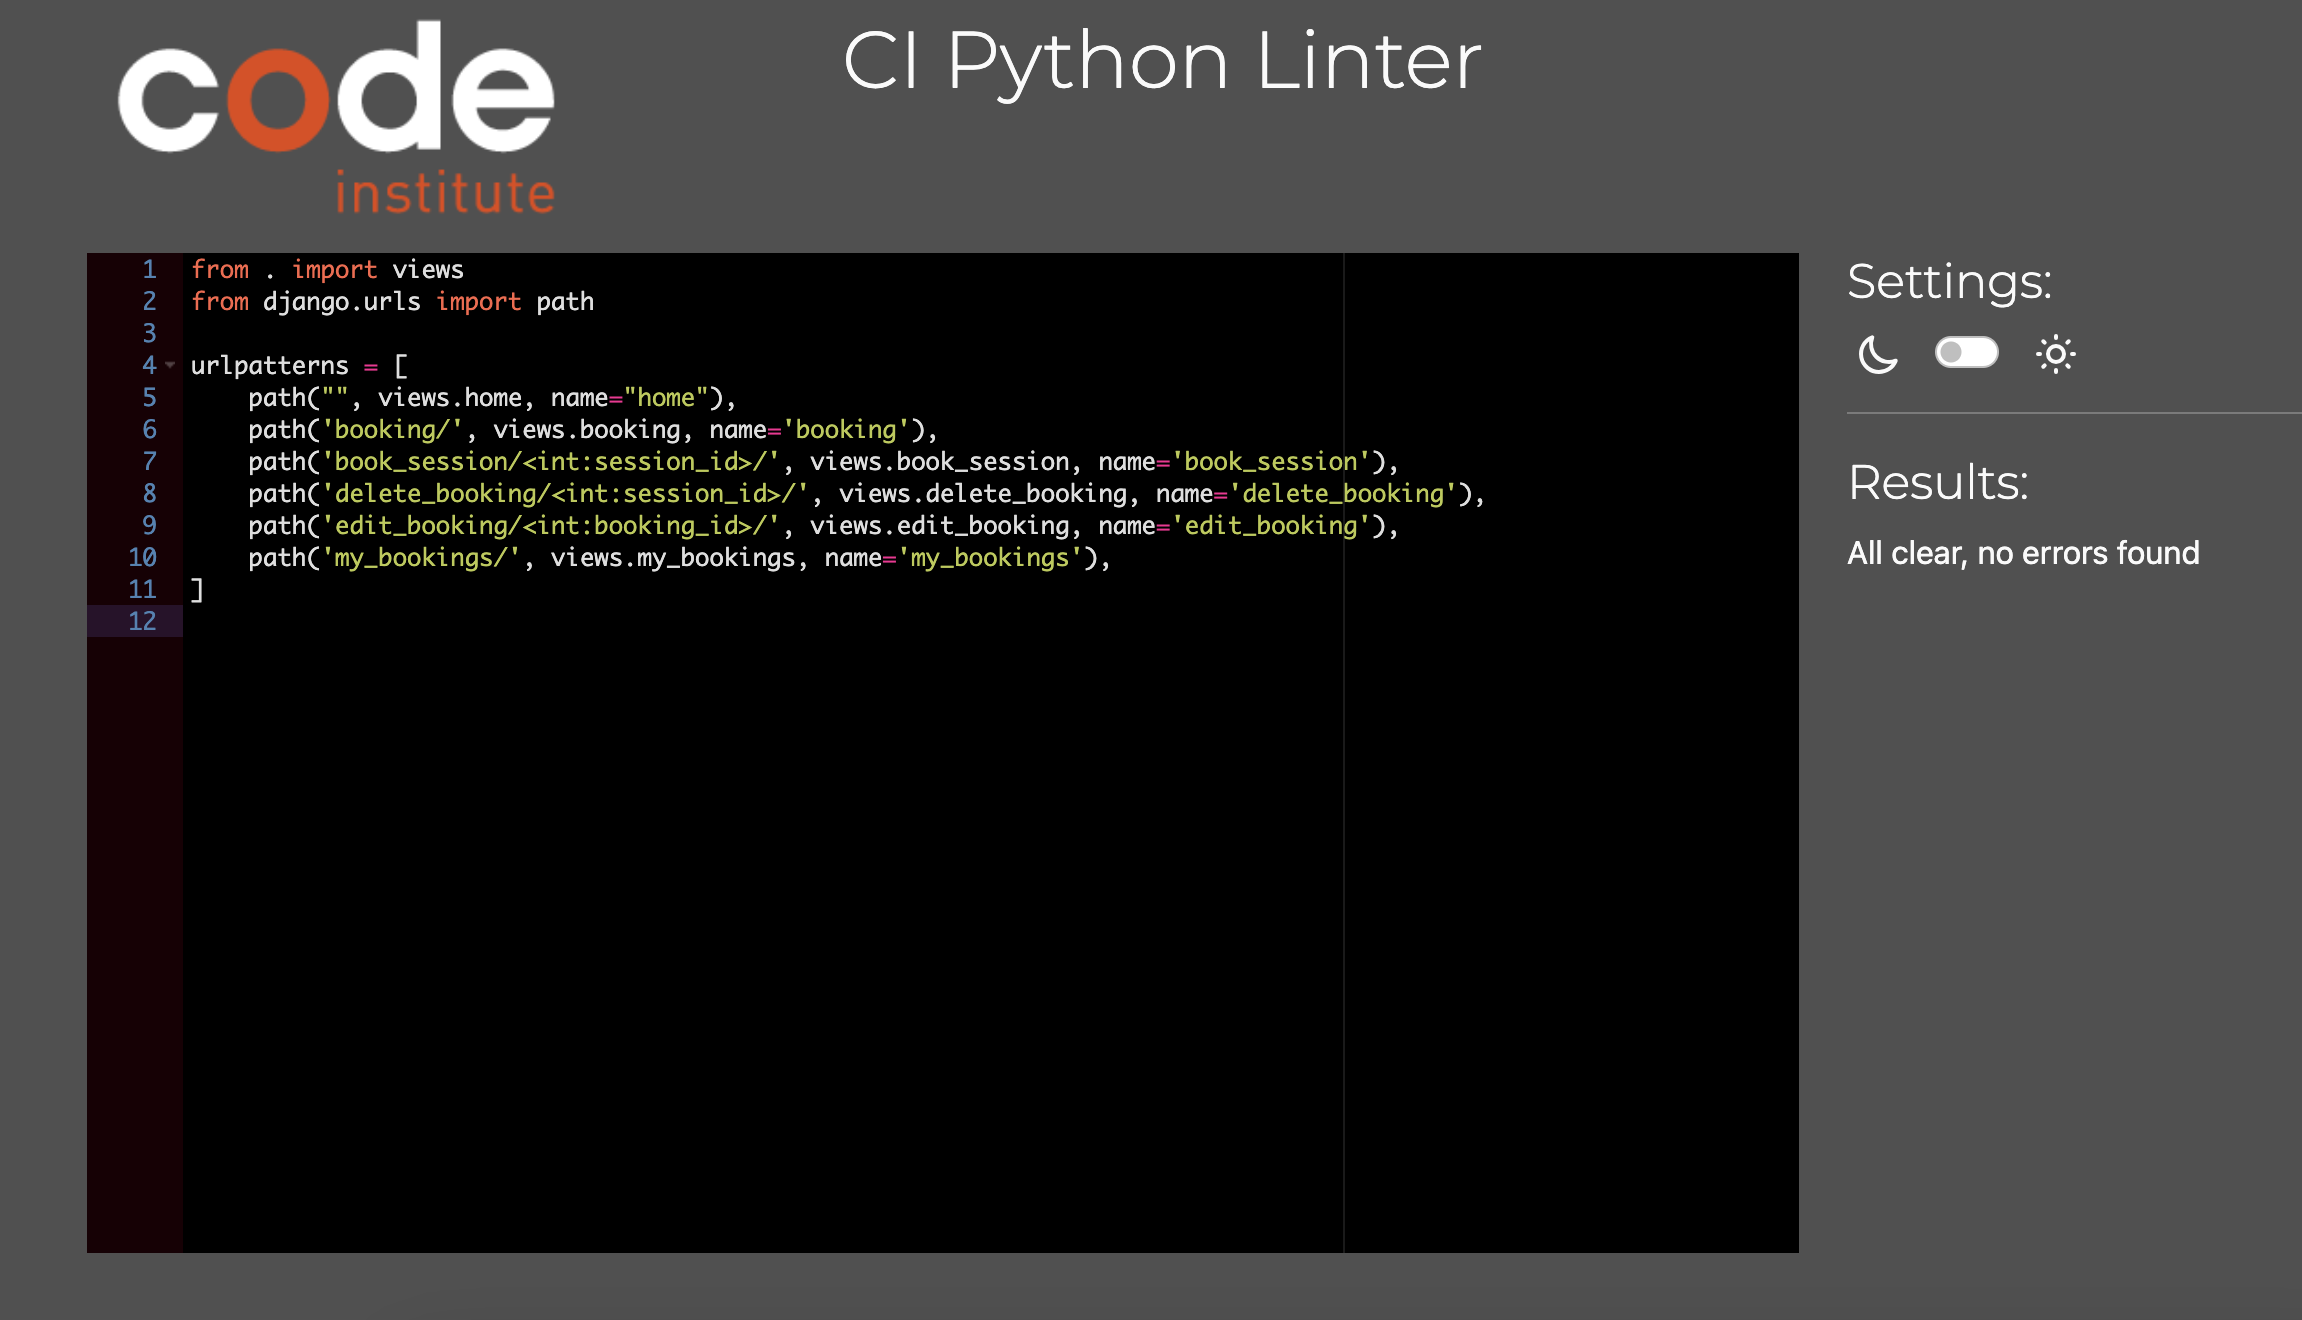 code
institute
CI Python Linter
1 from . import views
2 from django.urls import path
3
4 urlpatterns = [
5     path("", views.home, name="home"),
6     path('booking/', views.booking, name='booking'),
7     path('book_session/<int:session_id>/', views.book_session, name='book_session'),
8     path('delete_booking/<int:session_id>/', views.delete_booking, name='delete_booking'),
9     path('edit_booking/<int:booking_id>/', views.edit_booking, name='edit_booking'),
10     path('my_bookings/', views.my_bookings, name='my_bookings'),
11 ]
12
Settings:
Results:
All clear, no errors found